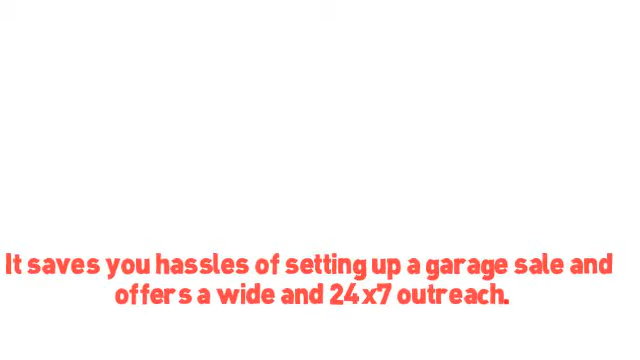 It saves you hassles of setting up a garage sale and
offers a wide and 24x7 outreach.